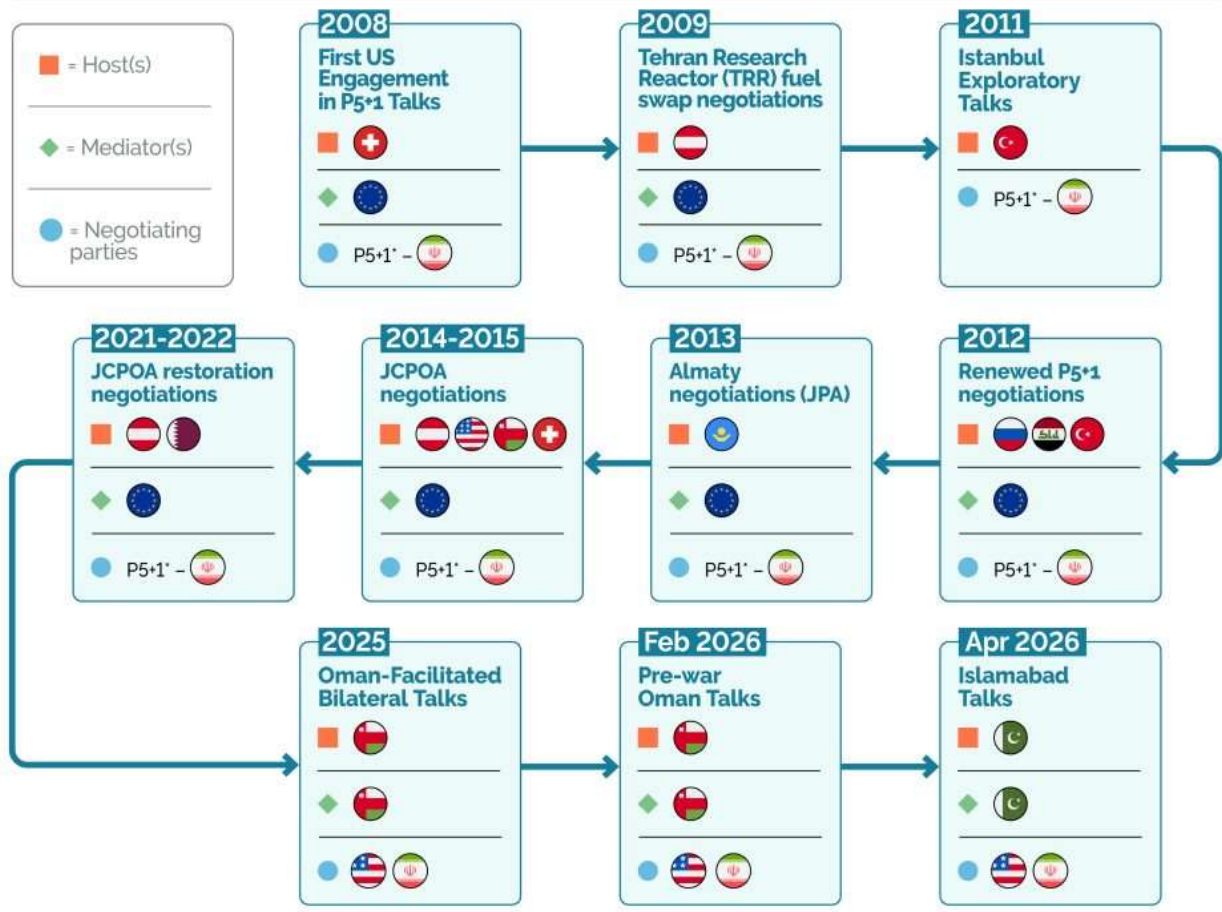 = Host(s)
= Mediator(s)
= Negotiating
parties
2008
First US
Engagement
in P5+1 Talks
P5+1* –
2009
Tehran Research
Reactor (TRR) fuel
swap negotiations
P5+1* –
2011
Istanbul
Exploratory
Talks
P5+1* –
2012
Renewed P5+1
negotiations
P5+1* –
2013
Almaty
negotiations (JPA)
P5+1* –
2014-2015
JCPOA
negotiations
P5+1* –
2021-2022
JCPOA restoration
negotiations
P5+1* –
2025
Oman-Facilitated
Bilateral Talks
Feb 2026
Pre-war
Oman Talks
Apr 2026
Islamabad
Talks